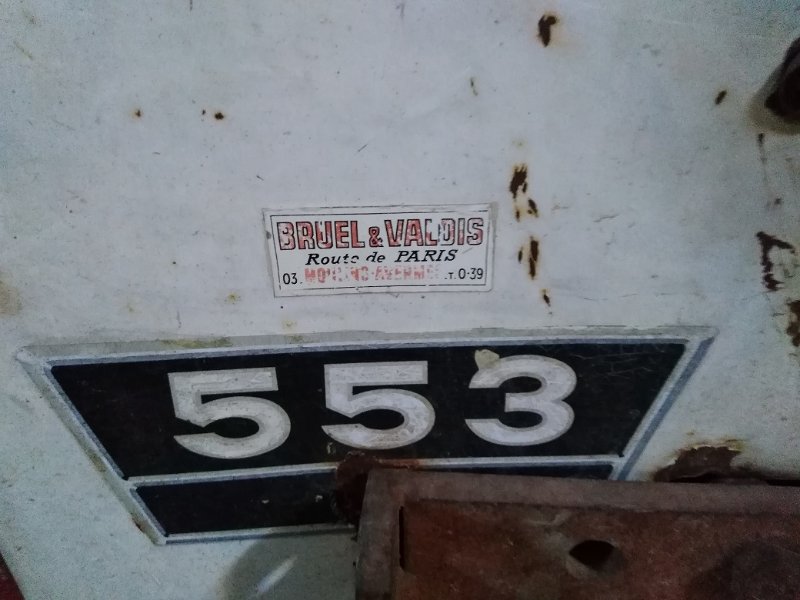 BRUEL & VALDIS
Route de PARIS
03. T. 0-39
553